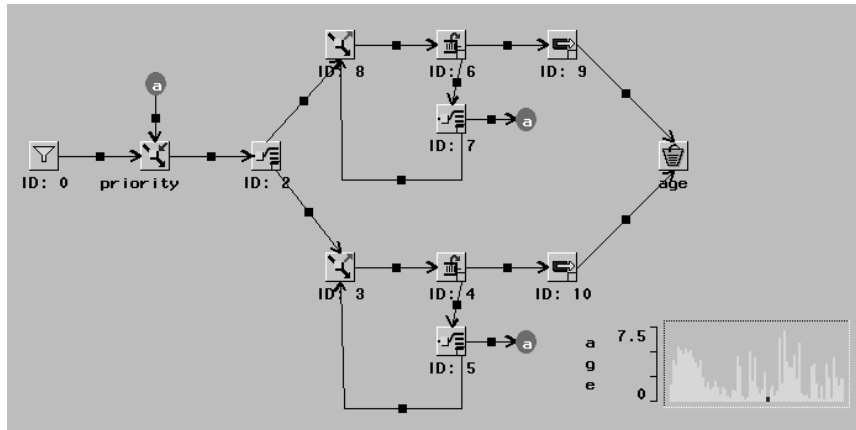 ID: 8
ID: 6
ID: 9
a
ID: 7
a
ID: 0
priority
ID: 2
age
ID: 3
ID: 4
ID: 10
ID: 5
a
a
g
e
7.5
0